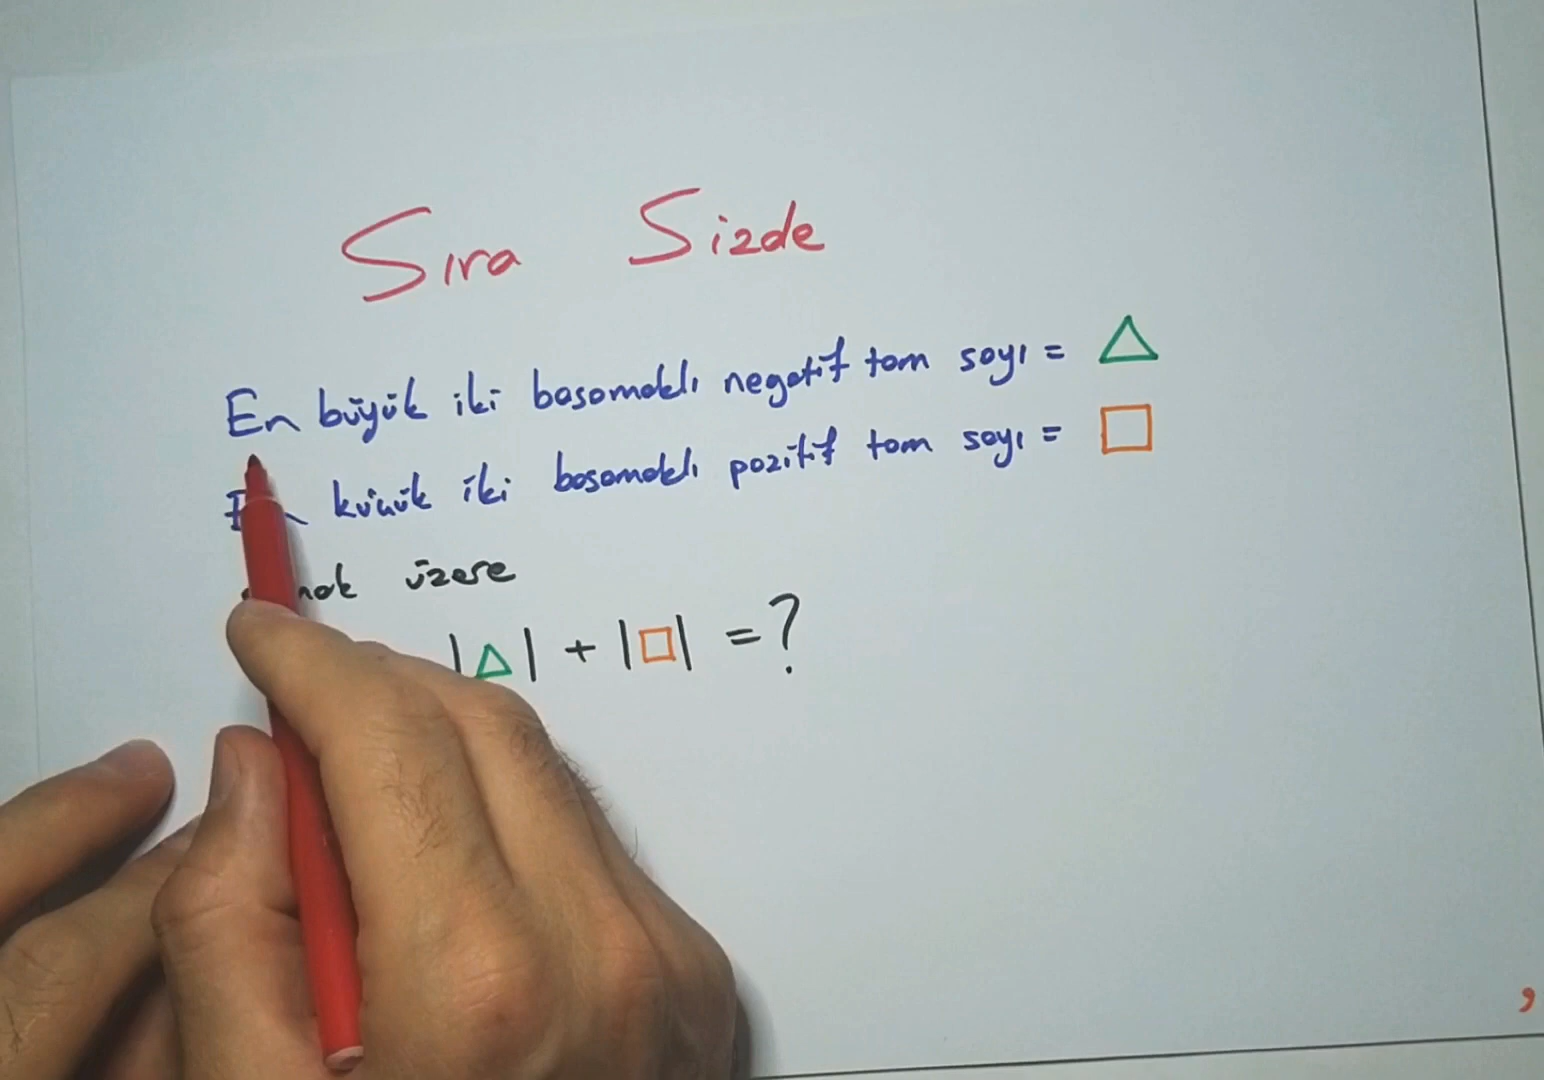 Sıra Sizde
En büyük iki basamaklı negatif tam sayı = △
küçük iki basamaklı pozitif tam sayı = □
üzere
|△| + |□| = ?